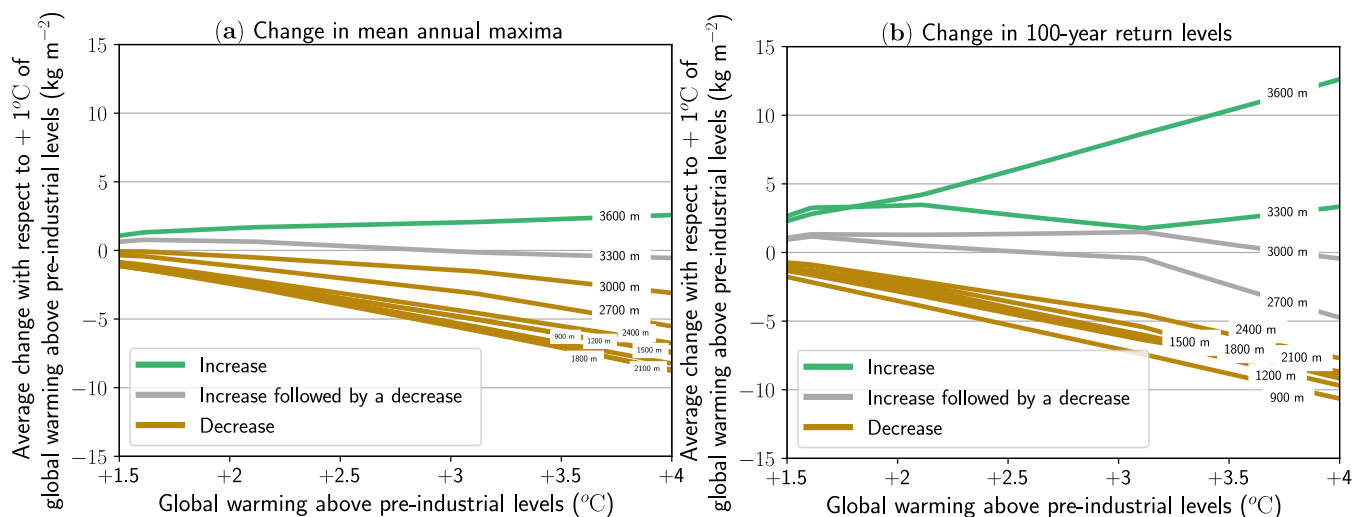 (a) Change in mean annual maxima
Average change with respect to + 1°C of
global warming above pre-industrial levels (kg m⁻²)
15
10
5
0
−5
−10
−15
3600 m
3300 m
3000 m
2700 m
2400 m
900 m
1200 m
1500 m
1800 m
2100 m
Increase
Increase followed by a decrease
Decrease
+1.5
+2
+2.5
+3
+3.5
+4
Global warming above pre-industrial levels (°C)
(b) Change in 100-year return levels
Average change with respect to + 1°C of
global warming above pre-industrial levels (kg m⁻²)
15
10
5
0
−5
−10
−15
3600 m
3300 m
3000 m
2700 m
2400 m
1500 m
1800 m
2100 m
1200 m
900 m
Increase
Increase followed by a decrease
Decrease
+1.5
+2
+2.5
+3
+3.5
+4
Global warming above pre-industrial levels (°C)